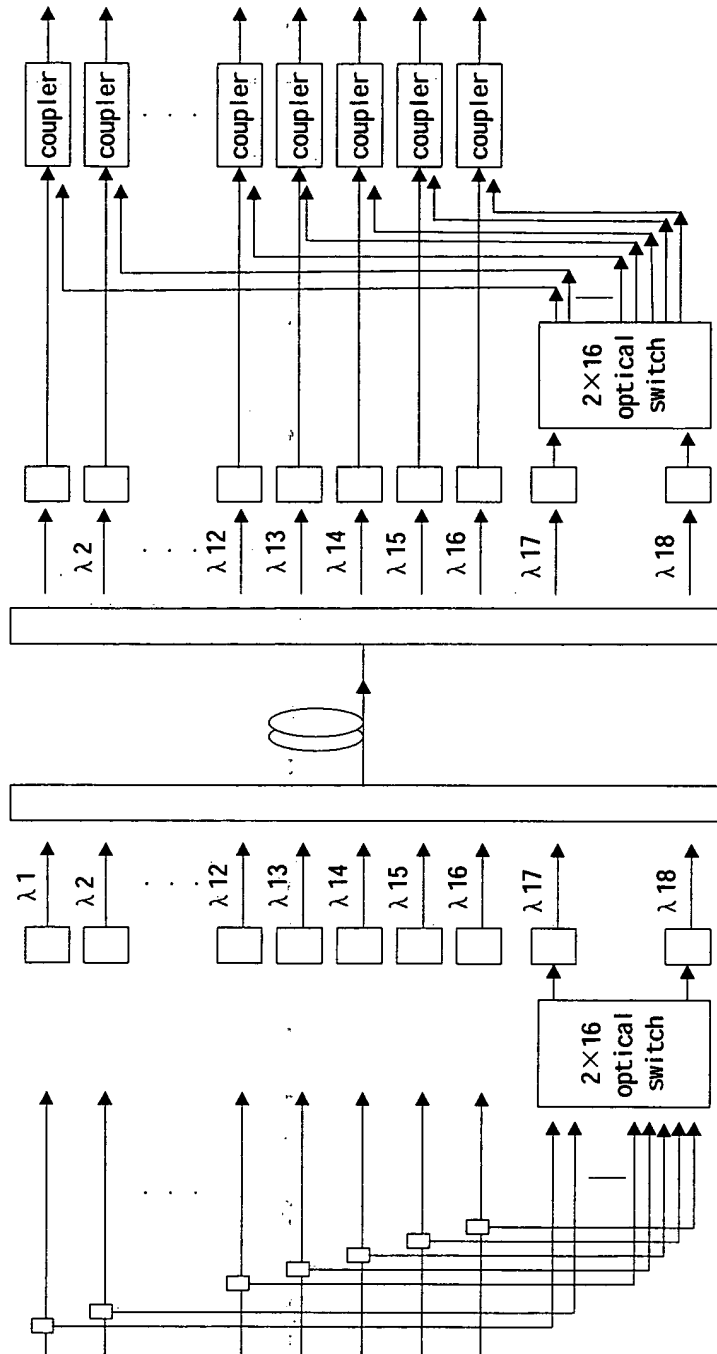 coupler
coupler
. . .
coupler
coupler
coupler
coupler
coupler
2×16
optical
switch
λ2
. . . .
λ12
λ13
λ14
λ15
λ16
λ17
λ18
λ1
λ2
. . .
λ12
λ13
λ14
λ15
λ16
λ17
λ18
2×16
optical
switch
. . .